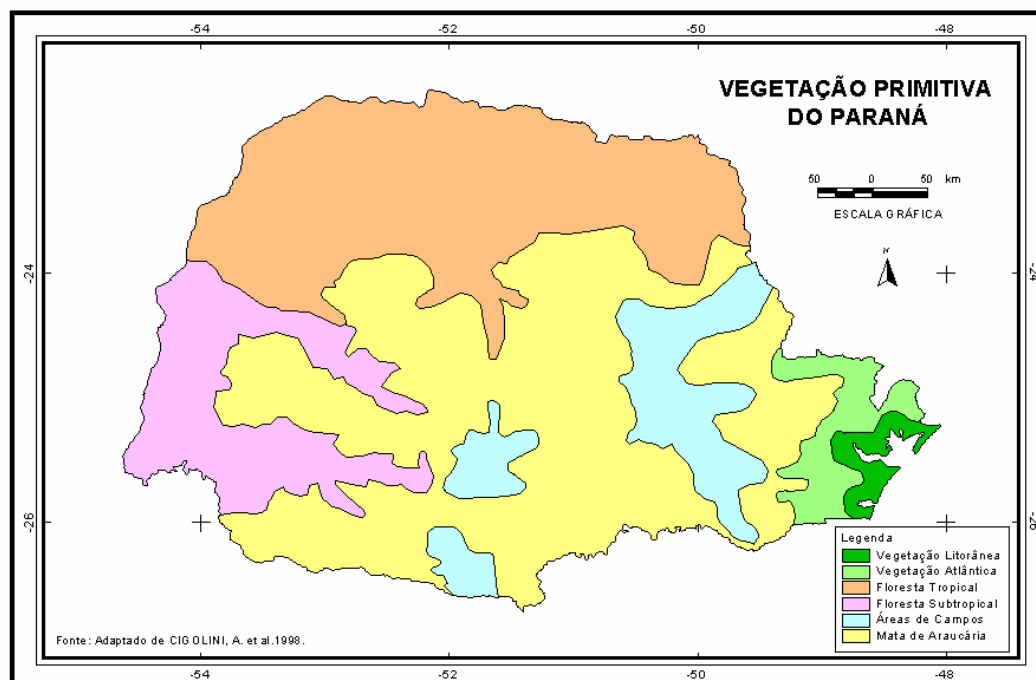 -54
-52
-50
-48
VEGETAÇÃO PRIMITIVA
DO PARANÁ
50 0 50 km
ESCALA GRÁFICA
N
-24
-24
-26
-26
Legenda
Vegetação Litorânea
Vegetação Atlântica
Floresta Tropical
Floresta Subtropical
Áreas de Campos
Mata de Araucária
Fonte: Adaptado de CIGOLINI, A. et al.1998.
-54
-52
-50
-48